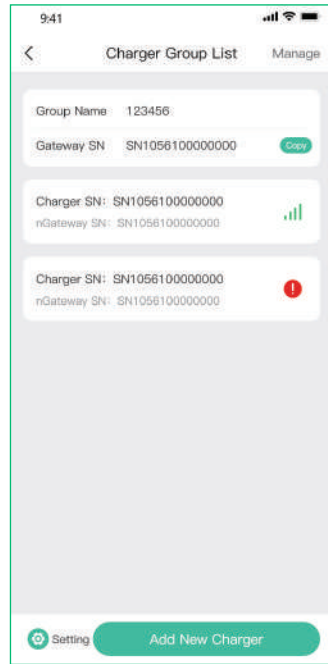 9:41
Charger Group List Manage
Group Name 123456
Gateway SN SN1056100000000 Copy
Charger SN: SN1056100000000
nGateway SN: SN1056100000000
Charger SN: SN1056100000000
nGateway SN: SN1056100000000
Setting Add New Charger